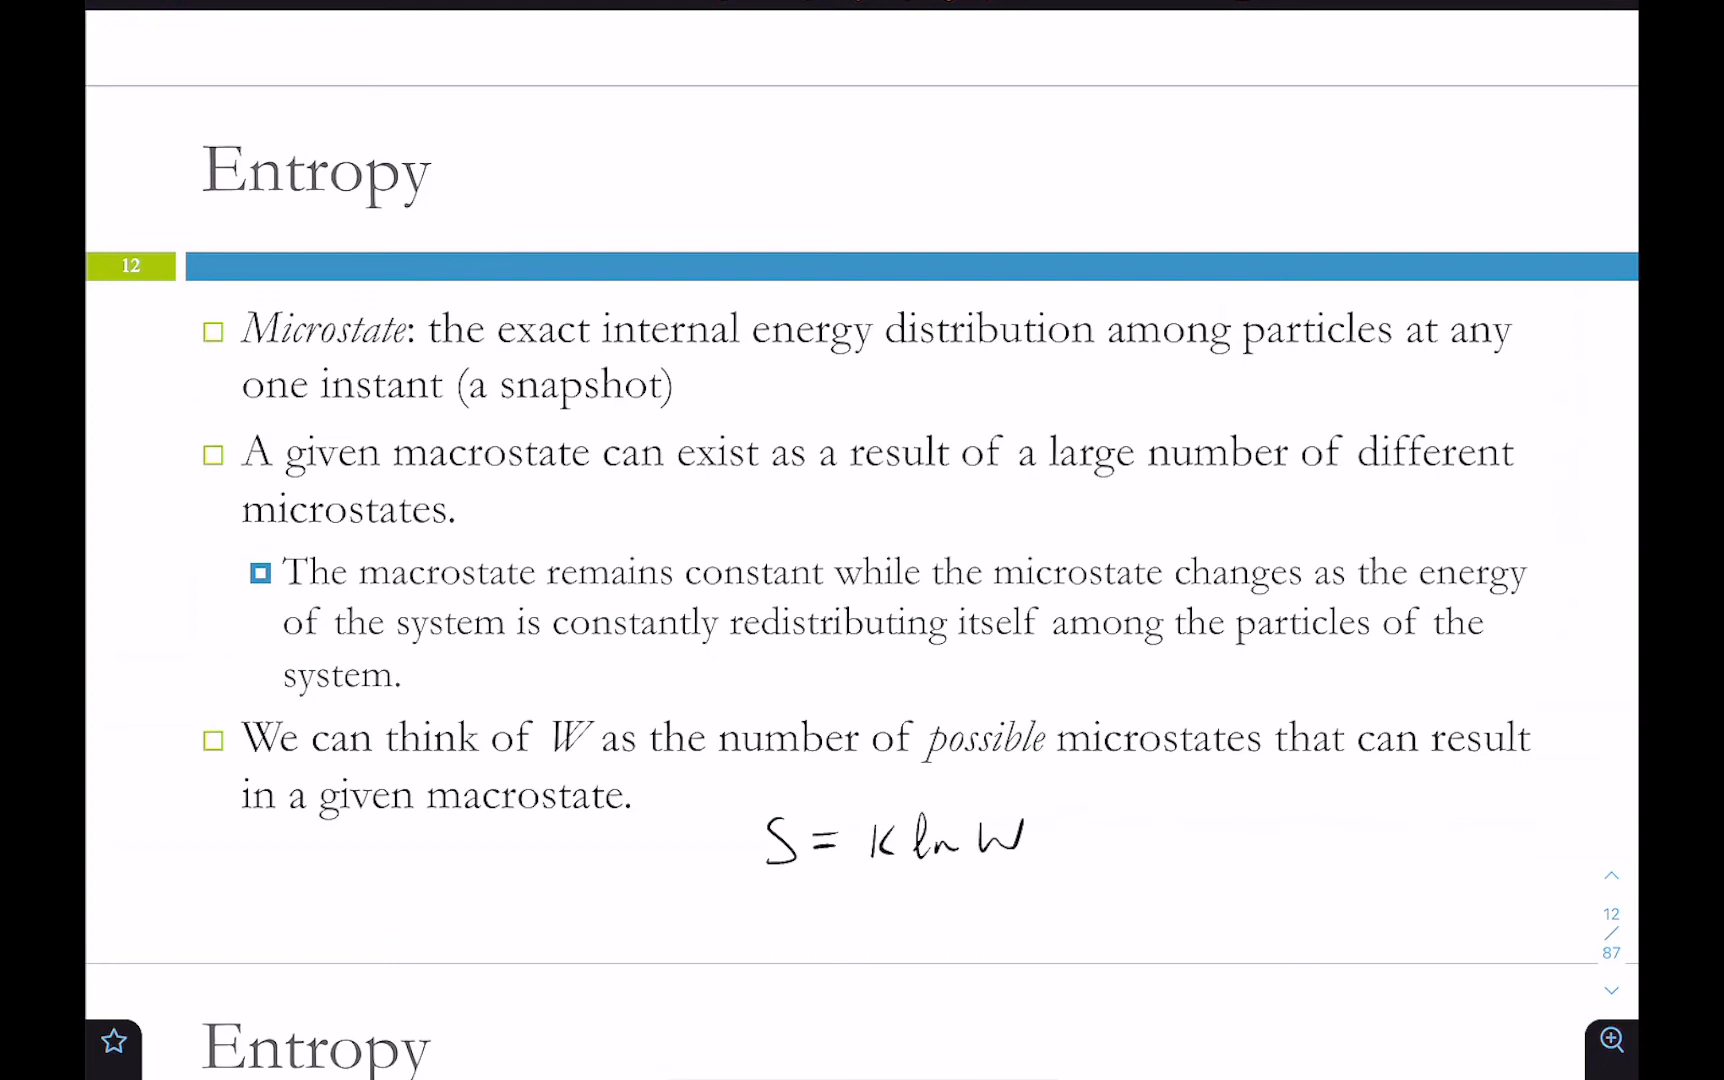 Entropy
12
Microstate: the exact internal energy distribution among particles at any
one instant (a snapshot)
A given macrostate can exist as a result of a large number of different
microstates.
The macrostate remains constant while the microstate changes as the energy
of the system is constantly redistributing itself among the particles of the
system.
We can think of W as the number of possible microstates that can result
in a given macrostate.
S = k ln W
12
/
87
Entropy